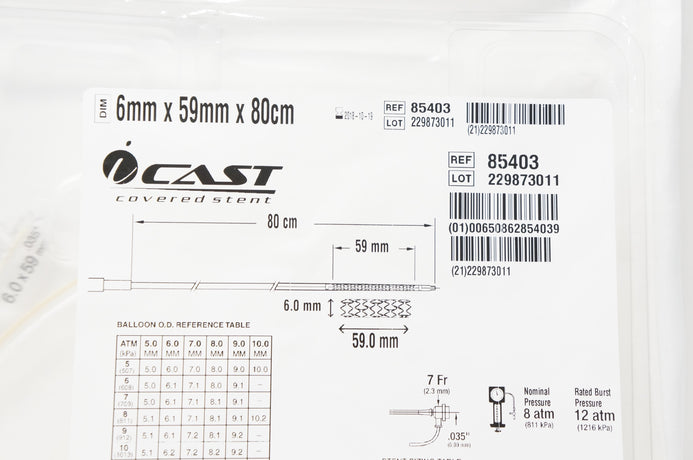 DIM 6mm x 59mm x 80cm
2018-10-19
REF 85403
LOT 229873011
(21)229873011
iCAST
covered stent
REF 85403
LOT 229873011
(01)00650862854039
(21)229873011
80 cm
59 mm
6.0 mm
59.0 mm
6.0 x 59 .035"
BALLOON O.D. REFERENCE TABLE
ATM (kPa) 5.0 MM 6.0 MM 7.0 MM 8.0 MM 9.0 MM 10.0 MM
5 (507) 5.0 6.0 7.0 8.0 9.0 10.0
6 (608) 5.0 6.1 7.1 8.0 9.1 –
7 (709) 5.0 6.1 7.1 8.1 9.1 –
8 (811) 5.1 6.1 7.1 8.1 9.1 10.2
9 (912) 5.1 6.1 7.2 8.1 9.2 –
10 (1013) 5.1 6.2 7.2 8.2 9.2 –
7 Fr
(2.3 mm)
.035"
(0.89 mm)
Nominal
Pressure
8 atm
(811 kPa)
Rated Burst
Pressure
12 atm
(1216 kPa)